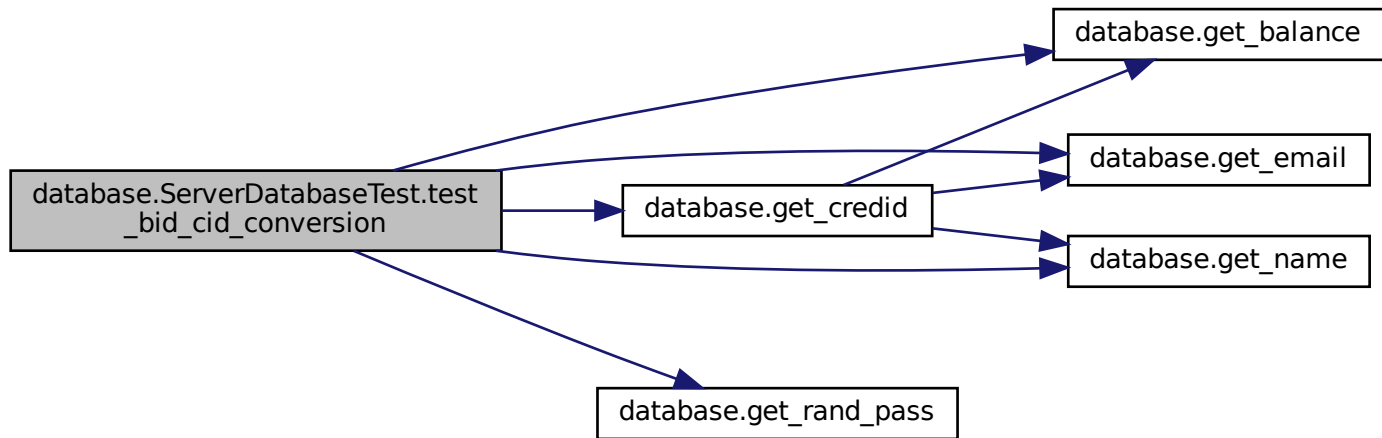 database.get_balance
database.get_email
database.ServerDatabaseTest.test
_bid_cid_conversion
database.get_credid
database.get_name
database.get_rand_pass